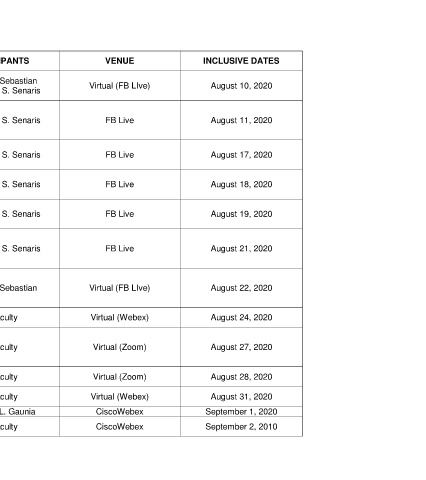 IPANTS VENUE INCLUSIVE DATES
Sebastian
S. Senaris Virtual (FB LIve) August 10, 2020
S. Senaris FB Live August 11, 2020
S. Senaris FB Live August 17, 2020
S. Senaris FB Live August 18, 2020
S. Senaris FB Live August 19, 2020
S. Senaris FB Live August 21, 2020
Sebastian Virtual (FB LIve) August 22, 2020
culty Virtual (Webex) August 24, 2020
culty Virtual (Zoom) August 27, 2020
culty Virtual (Zoom) August 28, 2020
culty Virtual (Webex) August 31, 2020
L. Gaunia CiscoWebex September 1, 2020
culty CiscoWebex September 2, 2010